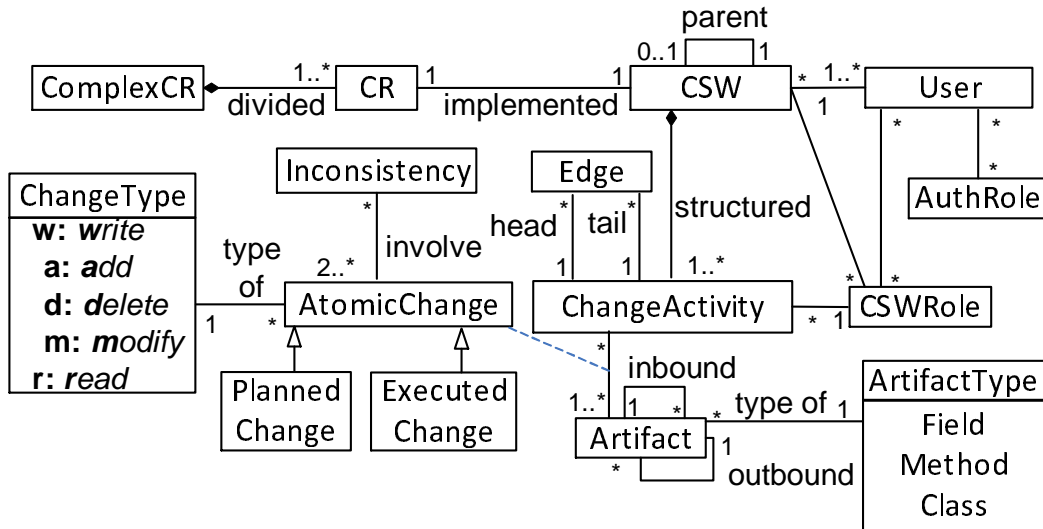 parent
0..1
1
ComplexCR
1..*
divided
CR
1
implemented
1
CSW
*
1
1..*
User
*
*
*
AuthRole
Inconsistency
*
involve
2..*
Edge
*
*
head
tail
1
1
structured
1..*
ChangeType
w: write
a: add
d: delete
m: modify
r: read
type
of
1
*
AtomicChange
ChangeActivity
*
1
*
*
CSWRole
Planned
Change
Executed
Change
*
1..*
inbound
1
*
Artifact
*
1
outbound
*
type of
1
ArtifactType
Field
Method
Class